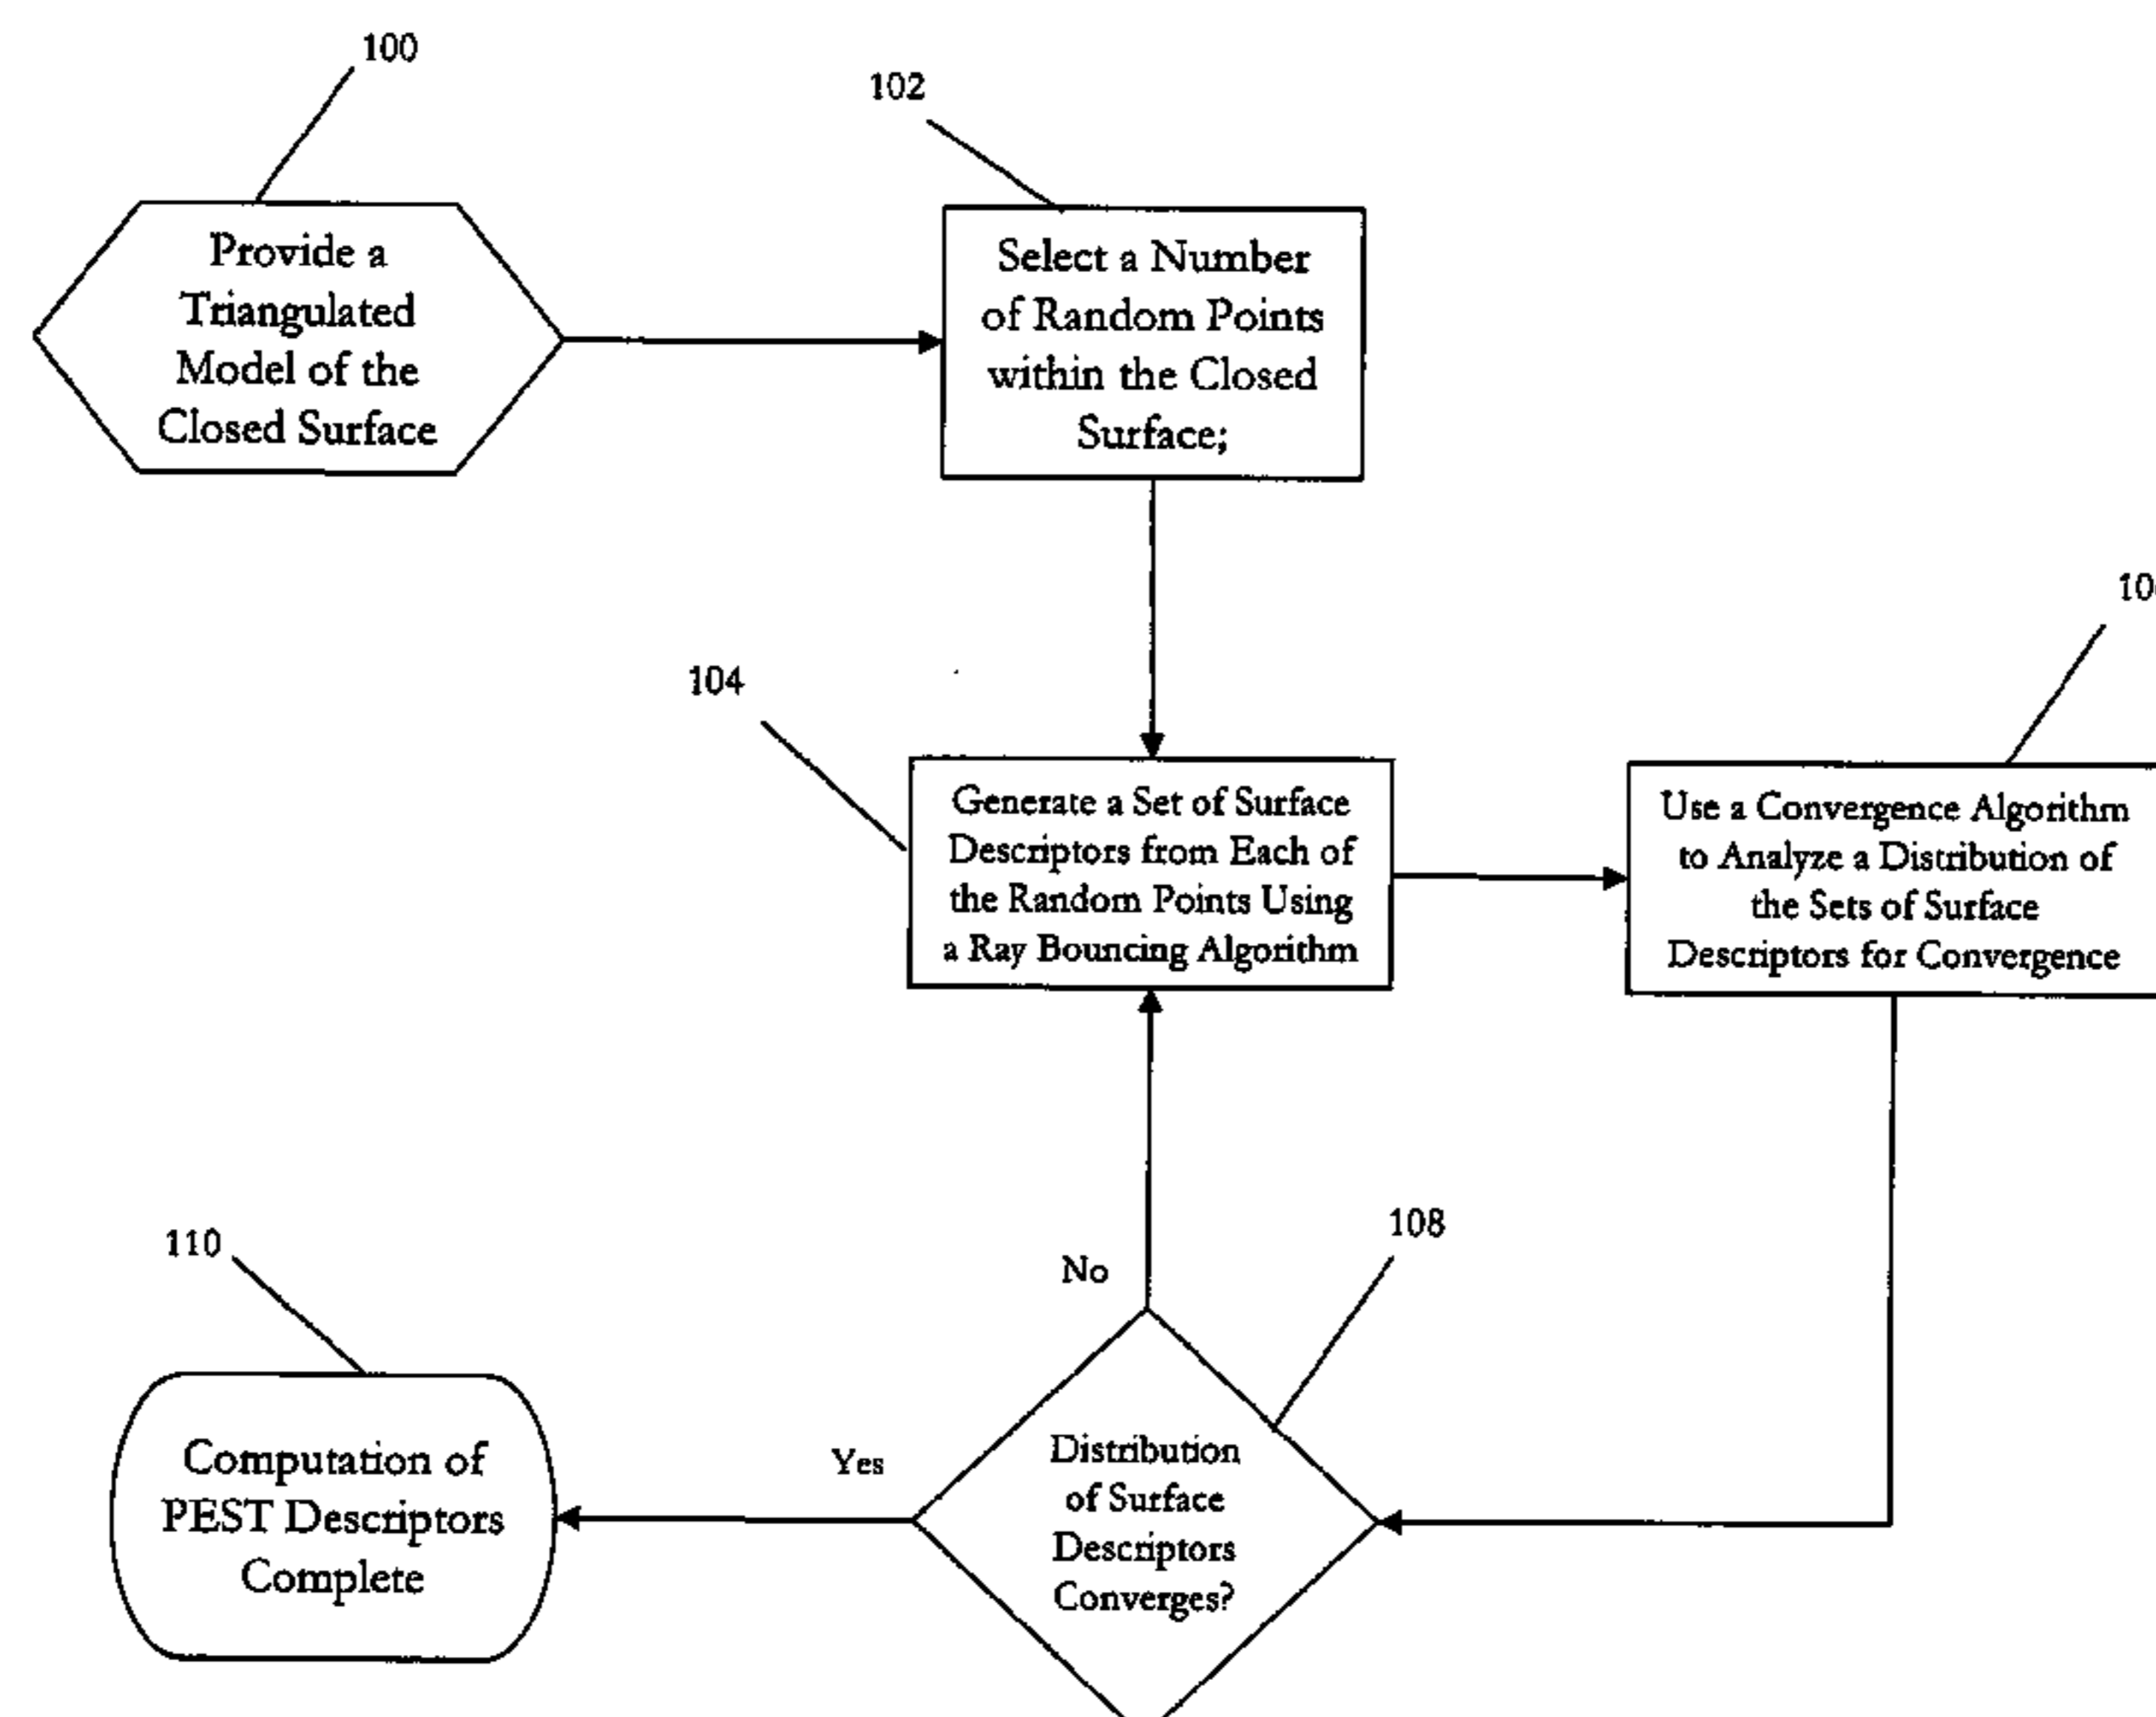 100
102
Provide a
Triangulated
Model of the
Closed Surface
Select a Number
of Random Points
within the Closed
Surface;
104
Generate a Set of Surface
Descriptors from Each of
the Random Points Using
a Ray Bouncing Algorithm
Use a Convergence Algorithm
to Analyze a Distribution of
the Sets of Surface
Descriptors for Convergence
110
No
108
Yes
Computation of
PEST Descriptors
Complete
Distribution
of Surface
Descriptors
Converges?